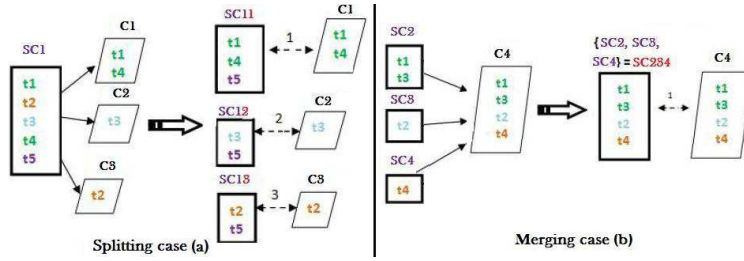 SC1
t1
t2
t3
t4
t5
C1
t1
t4
C2
t3
C3
t2
SC11
t1
t4
t5
1
C1
t1
t4
SC12
t3
t5
2
C2
t3
SC13
t2
t5
3
C3
t2
Splitting case (a)
SC2
t1
t3
SC3
t2
SC4
t4
C4
t1
t3
t2
t4
{SC2, SC3,
SC4} = SC234
t1
t3
t2
t4
1
C4
t1
t3
t2
t4
Merging case (b)